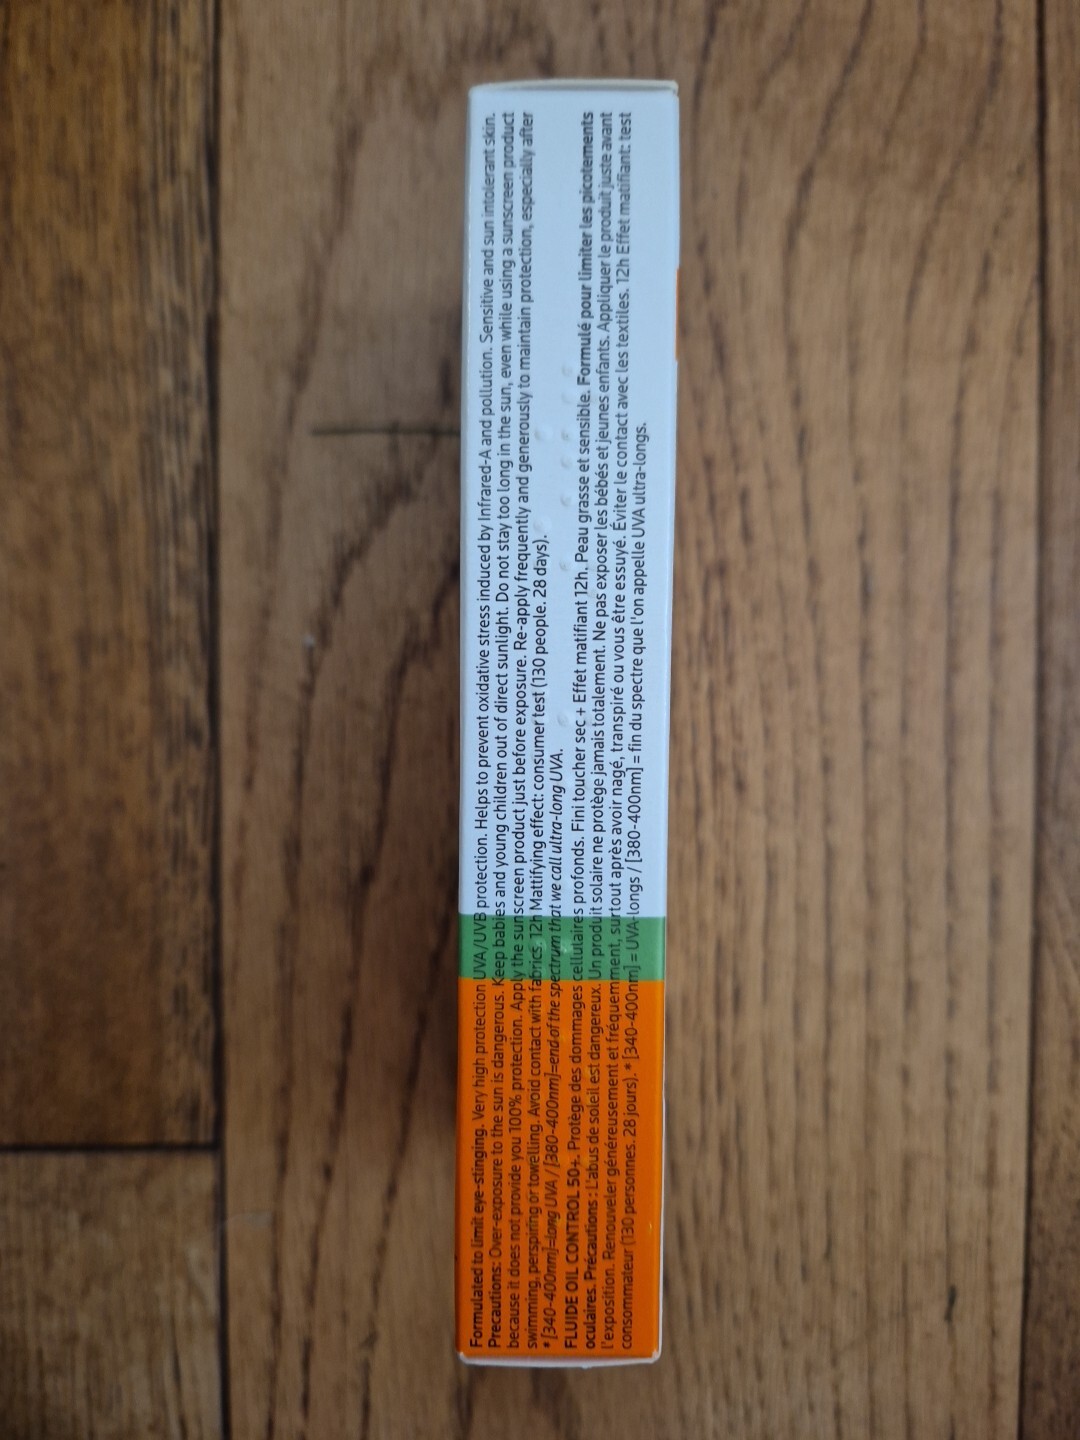 Formulated to limit eye-stinging. Very high protection UVA/UVB protection. Helps to prevent oxidative stress induced by Infrared-A and pollution. Sensitive and sun intolerant skin.
Precautions: Over-exposure to the sun is dangerous. Keep babies and young children out of direct sunlight. Do not stay too long in the sun, even while using a sunscreen product
because it does not provide you 100% protection. Apply the sunscreen product just before exposure. Re-apply frequently and generously to maintain protection, especially after
swimming, perspiring or towelling. Avoid contact with fabrics. 12h Mattifying effect: consumer test (130 people. 28 days).
*[340-400nm]=long UVA / [380-400nm]=end of the spectrum that we call ultra-long UVA.
FLUIDE OIL CONTROL 50+. Protège des dommages cellulaires profonds. Fini toucher sec + Effet matifiant 12h. Peau grasse et sensible. Formulé pour limiter les picotements
oculaires. Précautions : L'abus de soleil est dangereux. Un produit solaire ne protège jamais totalement. Ne pas exposer les bébés et jeunes enfants. Appliquer le produit juste avant
l'exposition. Renouveler généreusement et fréquemment, surtout après avoir nagé, transpiré ou vous être essuyé. Éviter le contact avec les textiles. 12h Effet matifiant: test
consommateur (130 personnes. 28 jours). * [340-400nm] = UVA-longs / [380-400nm] = fin du spectre que l'on appelle UVA ultra-longs.